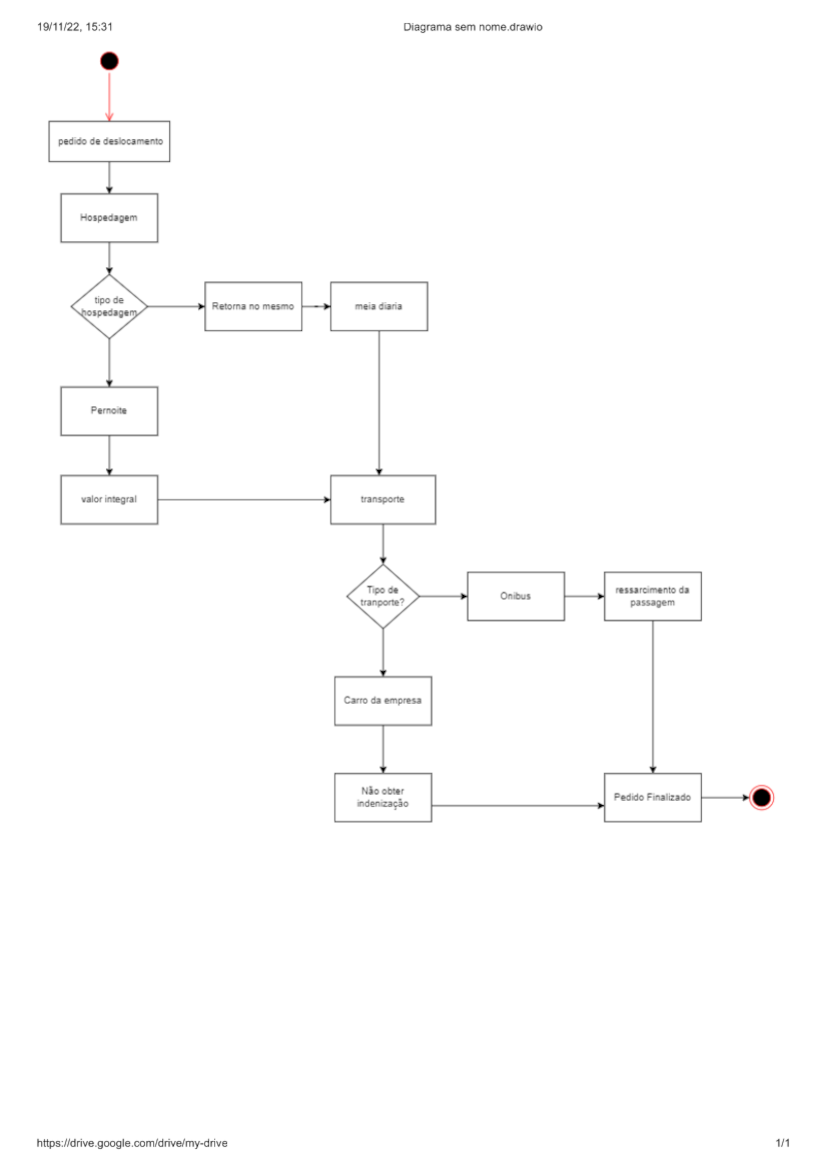 19/11/22, 15:31
Diagrama sem nome.drawio
pedido de deslocamento
Hospedagem
tipo de
hospedagem
Retorna no mesmo
meia diaria
Pernoite
valor integral
transporte
Tipo de
tranporte?
Onibus
ressarcimento da
passagem
Carro da empresa
Não obter
indenização
Pedido Finalizado
https://drive.google.com/drive/my-drive
1/1